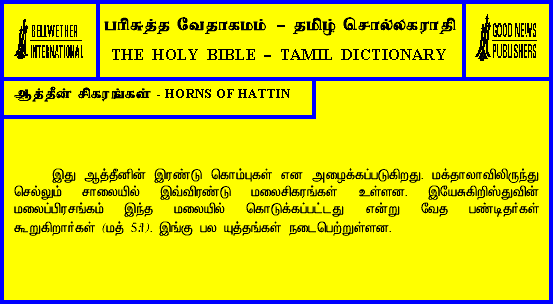 BELLWETHER
INTERNATIONAL
பரிசுத்த வேதாகமம் – தமிழ் சொல்லகராதி
THE HOLY BIBLE – TAMIL DICTIONARY
GOOD NEWS
PUBLISHERS
ஆத்தீன் சிகரங்கள் - HORNS OF HATTIN
இது ஆத்தீனின் இரண்டு கொம்புகள் என அழைக்கப்படுகிறது. மக்தாலாவிலிருந்து
செல்லும் சாலையில் இவ்விரண்டு மலைசிகரங்கள் உள்ளன. இயேசுகிறிஸ்துவின்
மலைப்பிரசங்கம் இந்த மலையில் கொடுக்கப்பட்டது என்று வேத பண்டிதர்கள்
கூறுகிறார்கள் (மத் 5:1). இங்கு பல யுத்தங்கள் நடைபெற்றுள்ளன.